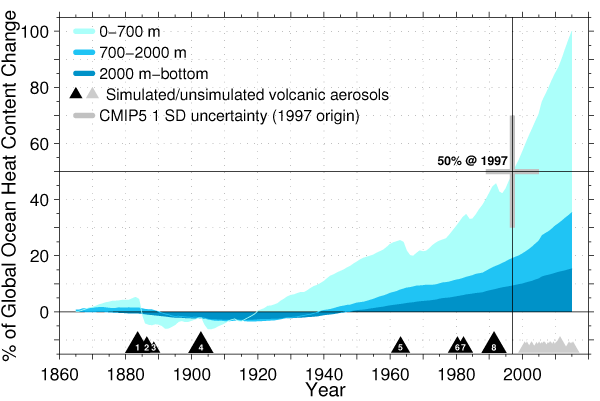 % of Global Ocean Heat Content Change
100
80
60
40
20
0
0−700 m
700−2000 m
2000 m−bottom
Simulated/unsimulated volcanic aerosols
CMIP5 1 SD uncertainty (1997 origin)
50% @ 1997
1 2 3 4 5 6 7 8
1860 1880 1900 1920 1940 1960 1980 2000
Year